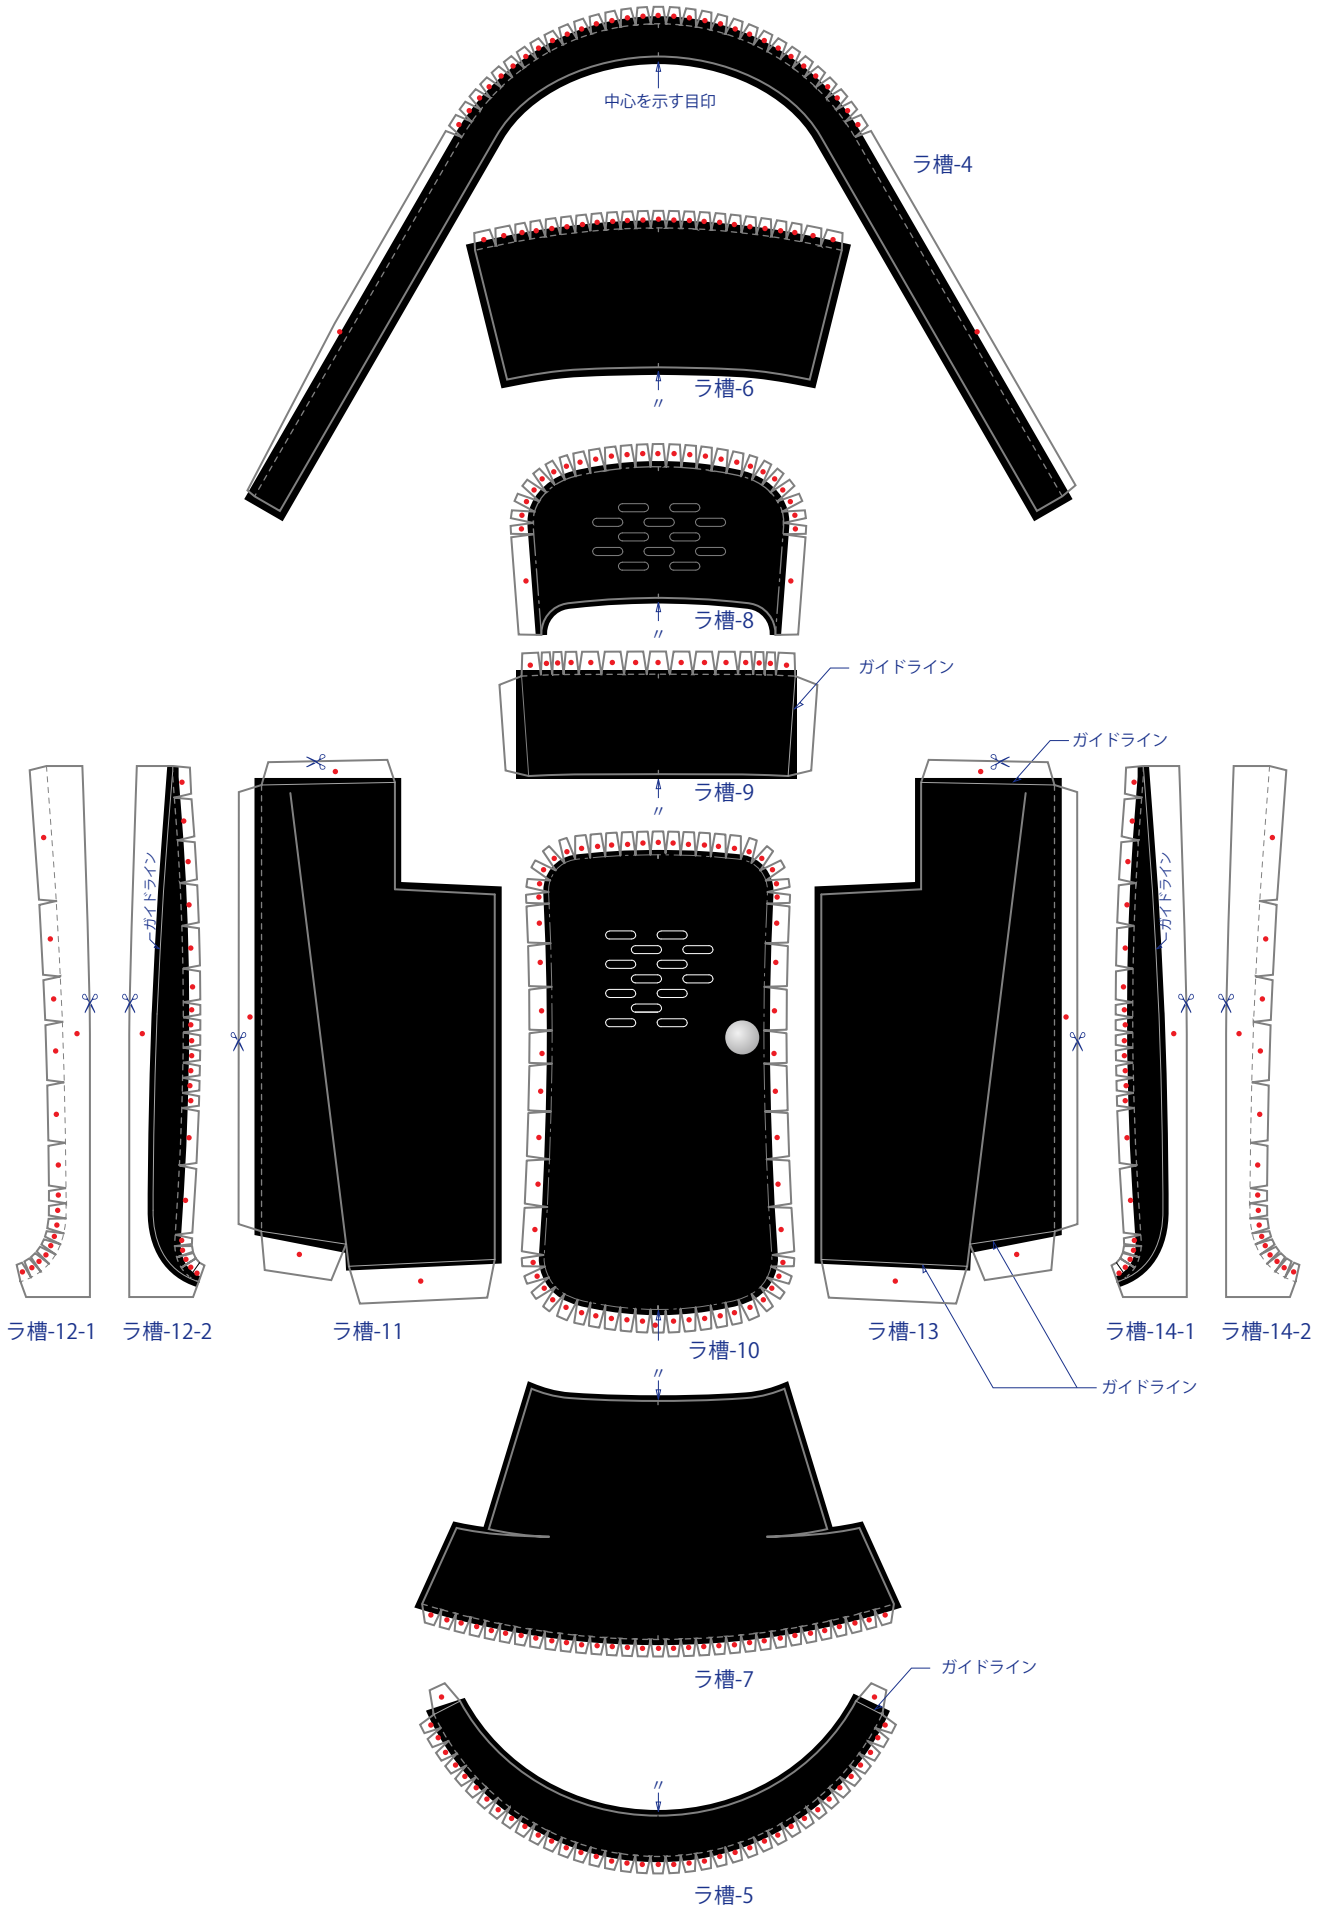 中心を示す目印
ラ槽-4
ラ槽-6
〃
ラ槽-8
〃
ガイドライン
ラ槽-9
〃
ガイドライン
ガイドライン
ガイドライン
ラ槽-12-1
ラ槽-12-2
ラ槽-11
ラ槽-10
ラ槽-13
ラ槽-14-1
ラ槽-14-2
〃
ガイドライン
ラ槽-7
ガイドライン
〃
ラ槽-5